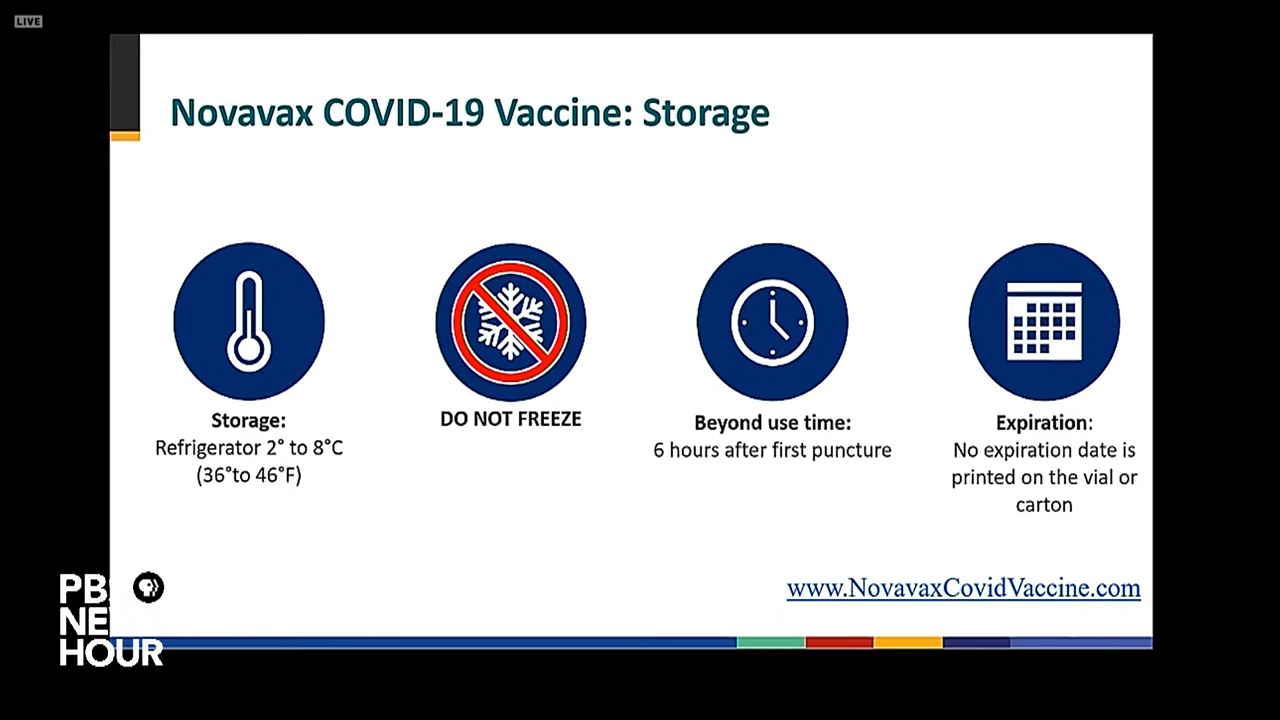 LIVE
Novavax COVID-19 Vaccine: Storage
Storage:
Refrigerator 2° to 8°C
(36°to 46°F)
DO NOT FREEZE
Beyond use time:
6 hours after first puncture
Expiration:
No expiration date is
printed on the vial or
carton
www.NovavaxCovidVaccine.com
PBS
NEWS
HOUR